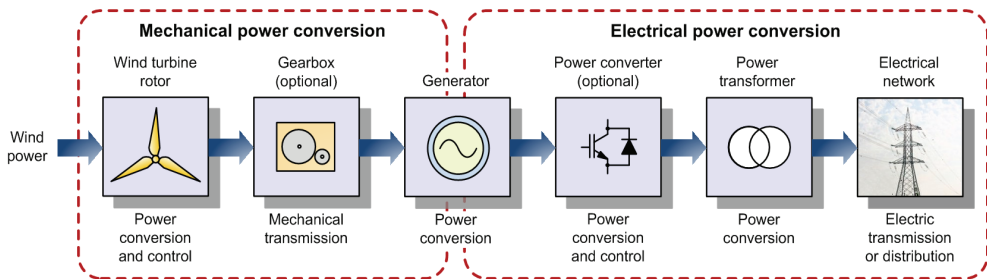 Mechanical power conversion
Electrical power conversion
Wind turbine
rotor
Gearbox
(optional)
Generator
Power converter
(optional)
Power
transformer
Electrical
network
Wind
power
Power
conversion
and control
Mechanical
transmission
Power
conversion
Power
conversion
and control
Power
conversion
Electric
transmission
or distribution